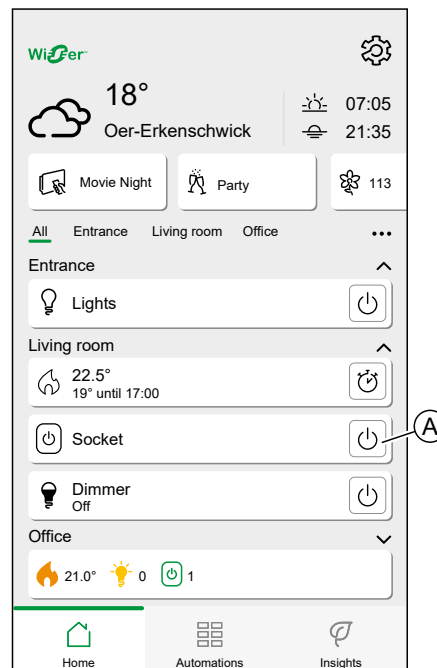 Wiser
18°
07:05
Oer-Erkenschwick
21:35
Movie Night
Party
113
All Entrance Living room Office
Entrance
Lights
Living room
22.5°
19° until 17:00
Socket
A
Dimmer
Off
Office
21.0° 0 1
Home Automations Insights